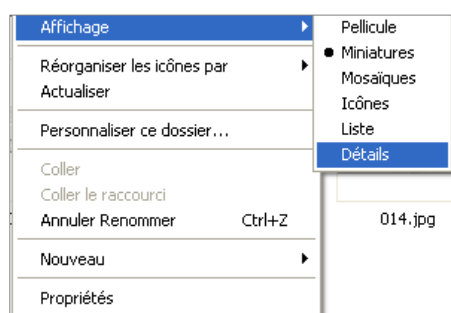 Affichage
Réorganiser les icônes par
Actualiser
Personnaliser ce dossier...
Coller
Coller le raccourci
Annuler Renommer Ctrl+Z
Nouveau
Propriétés
Pellicule
Miniatures
Mosaïques
Icônes
Liste
Détails
014.jpg